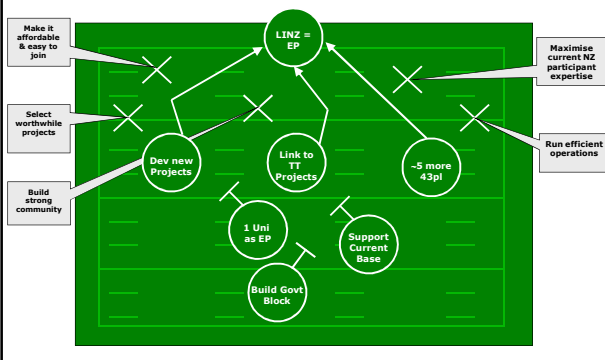 Make it
affordable
& easy to
join
Select
worthwhile
projects
Build
strong
community
LINZ =
EP
Maximise
current NZ
participant
expertise
Run efficient
operations
Dev new
Projects
Link to
TT
Projects
~5 more
43pl
1 Uni
as EP
Support
Current
Base
Build Govt
Block